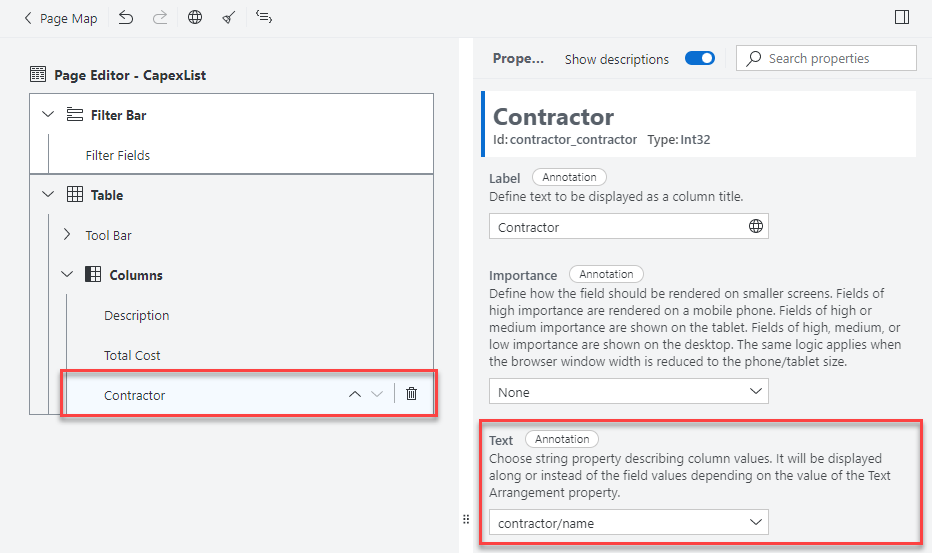 Page Map
Page Editor - CapexList
Filter Bar
Filter Fields
Table
Tool Bar
Columns
Description
Total Cost
Contractor
Prope...
Show descriptions
Search properties
Contractor
Id: contractor_contractor Type: Int32
Label Annotation
Define text to be displayed as a column title.
Contractor
Importance Annotation
Define how the field should be rendered on smaller screens. Fields of
high importance are rendered on a mobile phone. Fields of high or
medium importance are shown on the tablet. Fields of high, medium, or
low importance are shown on the desktop. The same logic applies when
the browser window width is reduced to the phone/tablet size.
None
Text Annotation
Choose string property describing column values. It will be displayed
along or instead of the field values depending on the value of the Text
Arrangement property.
contractor/name